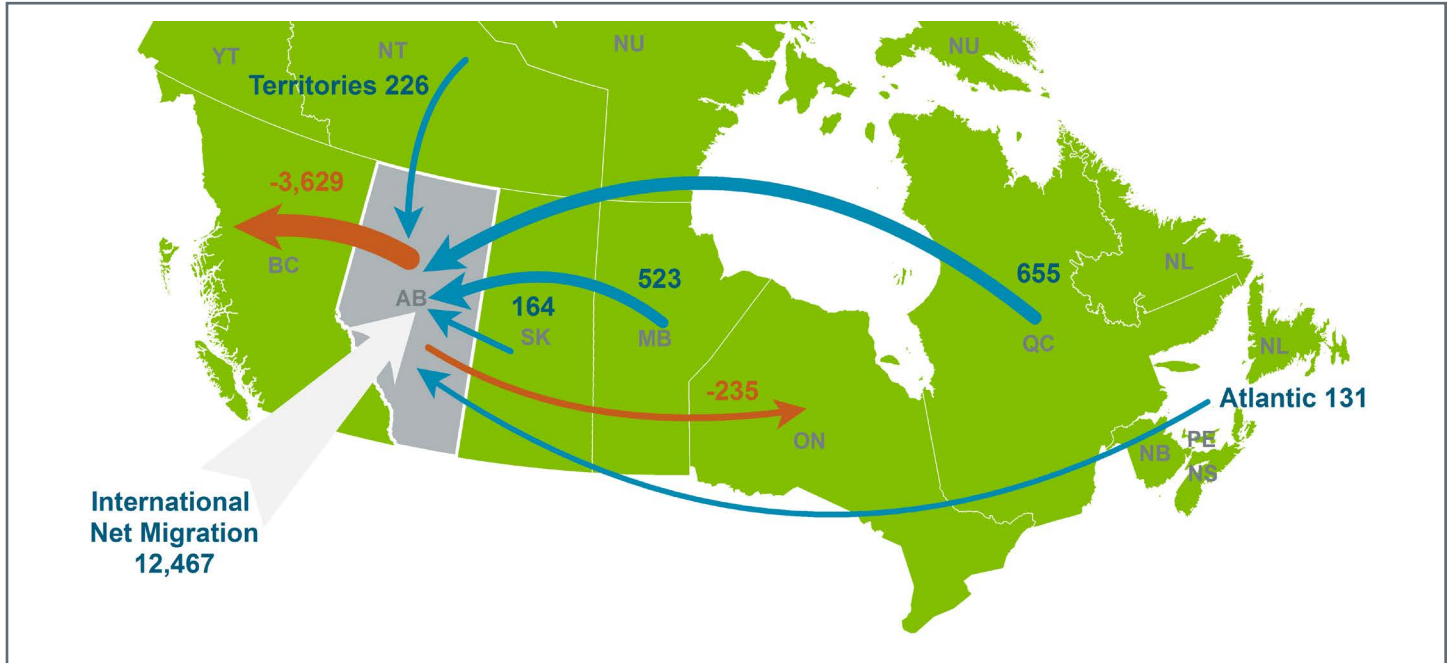 YT
NT
NU
NU
Territories 226
-3,629
BC
AB
164
SK
523
MB
655
QC
NL
NL
-235
ON
Atlantic 131
NB
PE
NS
International
Net Migration
12,467